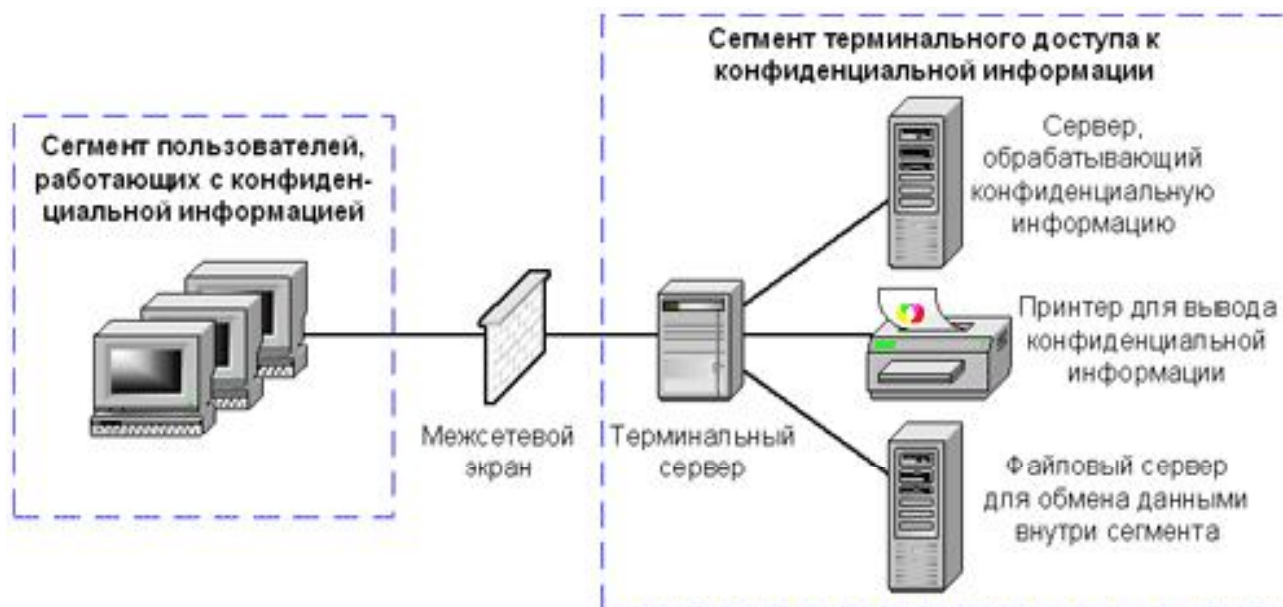 Сегмент терминального доступа к
конфиденциальной информации
Сегмент пользователей,
работающих с конфиден-
циальной информацией
Сервер,
обрабатывающий
конфиденциальную
информацию
Принтер для вывода
конфиденциальной
информации
Межсетевой
экран
Терминальный
сервер
Файловый сервер
для обмена данными
внутри сегмента